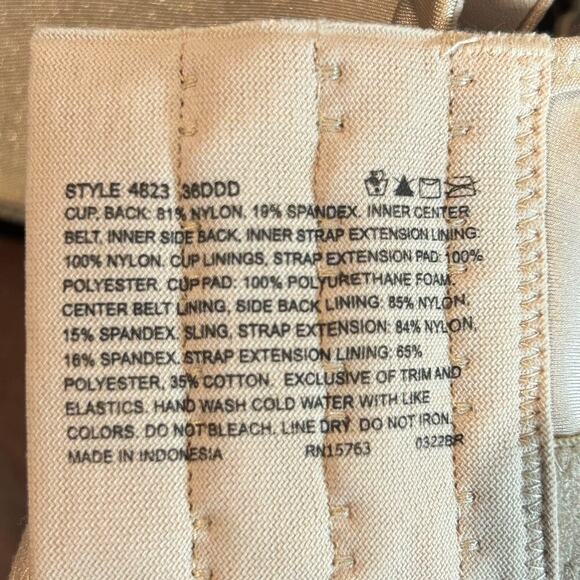 STYLE 4823 36DDD
CUP, BACK: 81% NYLON, 19% SPANDEX. INNER CENTER
BELT, INNER SIDE BACK, INNER STRAP EXTENSION LINING:
100% NYLON. CUP LININGS, STRAP EXTENSION PAD: 100%
POLYESTER. CUP PAD: 100% POLYURETHANE FOAM.
CENTER BELT LINING, SIDE BACK LINING: 85% NYLON,
15% SPANDEX. SLING, STRAP EXTENSION: 84% NYLON,
16% SPANDEX. STRAP EXTENSION LINING: 65%
POLYESTER, 35% COTTON. EXCLUSIVE OF TRIM AND
ELASTICS. HAND WASH COLD WATER WITH LIKE
COLORS. DO NOT BLEACH. LINE DRY. DO NOT IRON.
MADE IN INDONESIA RN15763 0322BR